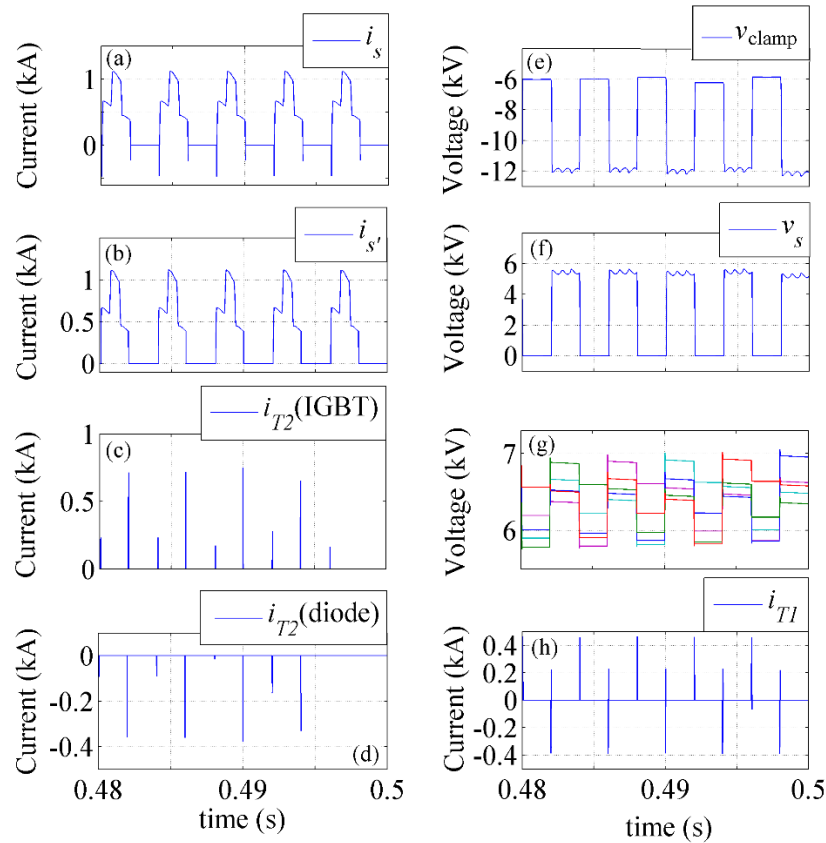 (a)
i_s
Current (kA)
1
0
(b)
i_s'
Current (kA)
1
0.5
0
(c)
i_T2(IGBT)
Current (kA)
1
0.5
0
i_T2(diode)
Current (kA)
0
-0.2
-0.4
(d)
0.48
0.49
0.5
time (s)
(e)
v_clamp
Voltage (kV)
-6
-8
-10
-12
(f)
v_s
Voltage (kV)
6
4
2
0
(g)
Voltage (kV)
7
6
i_T1
(h)
Current (kA)
0.4
0.2
0
-0.2
-0.4
0.48
0.49
0.5
time (s)